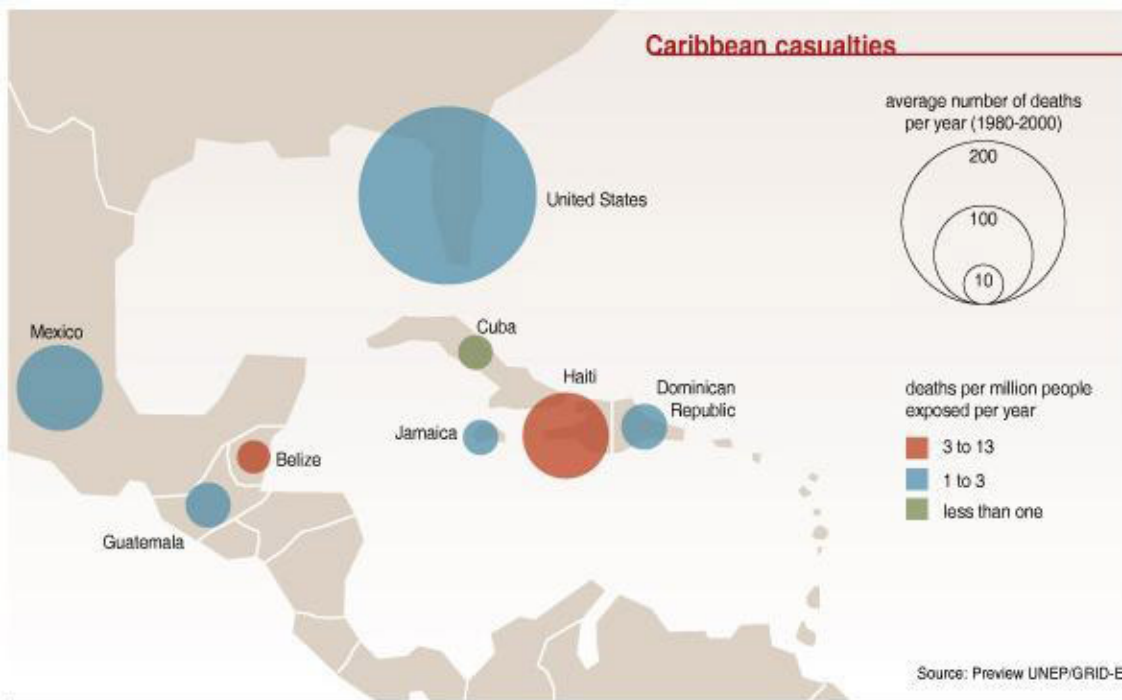 Caribbean casualties
average number of deaths
per year (1980-2000)
200
100
10
United States
Mexico
Cuba
Haiti
Dominican
Republic
Jamaica
Belize
Guatemala
deaths per million people
exposed per year
3 to 13
1 to 3
less than one
Source: Preview UNEP/GRID-E